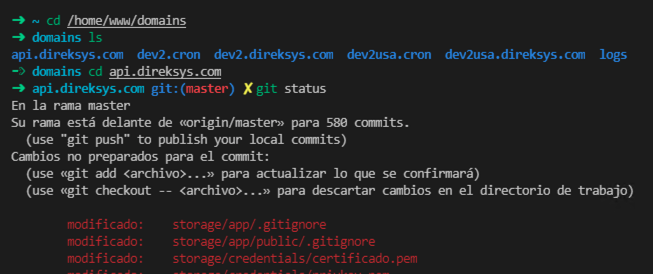 ➜ ~ cd /home/www/domains
➜ domains ls
api.direksys.com dev2.cron dev2.direksys.com dev2usa.cron dev2usa.direksys.com logs
➜ domains cd api.direksys.com
➜ api.direksys.com git:(master) ✗ git status
En la rama master
Su rama está delante de «origin/master» para 580 commits.
(use "git push" to publish your local commits)
Cambios no preparados para el commit:
(use «git add <archivo>...» para actualizar lo que se confirmará)
(use «git checkout -- <archivo>...» para descartar cambios en el directorio de trabajo)
modificado: storage/app/.gitignore
modificado: storage/app/public/.gitignore
modificado: storage/credentials/certificado.pem